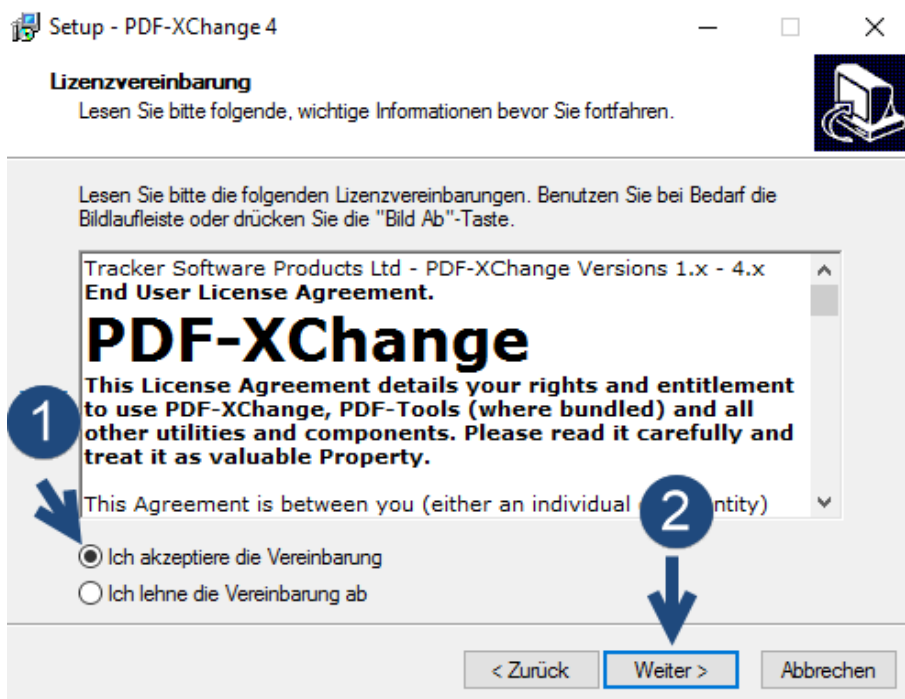 Setup - PDF-XChange 4
Lizenzvereinbarung
Lesen Sie bitte folgende, wichtige Informationen bevor Sie fortfahren.
Lesen Sie bitte die folgenden Lizenzvereinbarungen. Benutzen Sie bei Bedarf die
Bildlaufleiste oder drücken Sie die "Bild Ab"-Taste.
Tracker Software Products Ltd - PDF-XChange Versions 1.x - 4.x
End User License Agreement.
PDF-XChange
This License Agreement details your rights and entitlement
to use PDF-XChange, PDF-Tools (where bundled) and all
other utilities and components. Please read it carefully and
treat it as valuable Property.
This Agreement is between you (either an individual
1
2
Ich akzeptiere die Vereinbarung
Ich lehne die Vereinbarung ab
< Zurück
Weiter >
Abbrechen